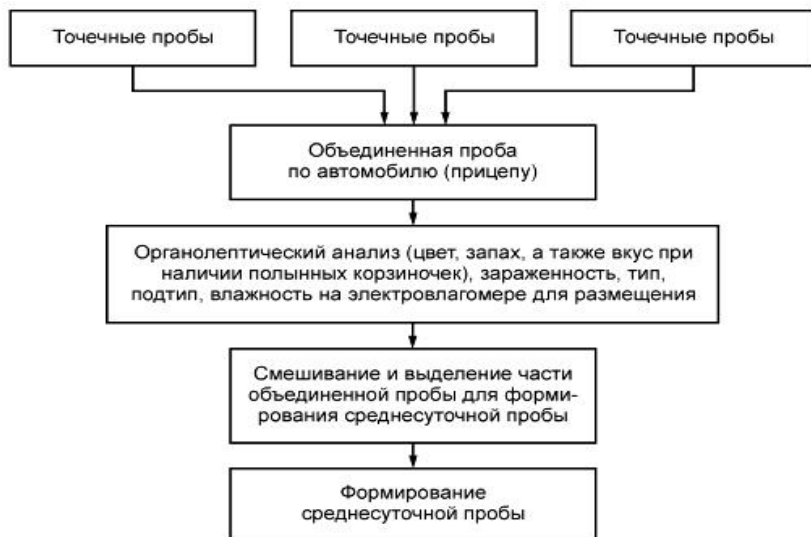 Точечные пробы
Точечные пробы
Точечные пробы
Объединенная проба
по автомобилю (прицепу)
Органолептический анализ (цвет, запах, а также вкус при
наличии полынных корзиночек), зараженность, тип,
подтип, влажность на электровлагомере для размещения
Смешивание и выделение части
объединенной пробы для форми-
рования среднесуточной пробы
Формирование
среднесуточной пробы